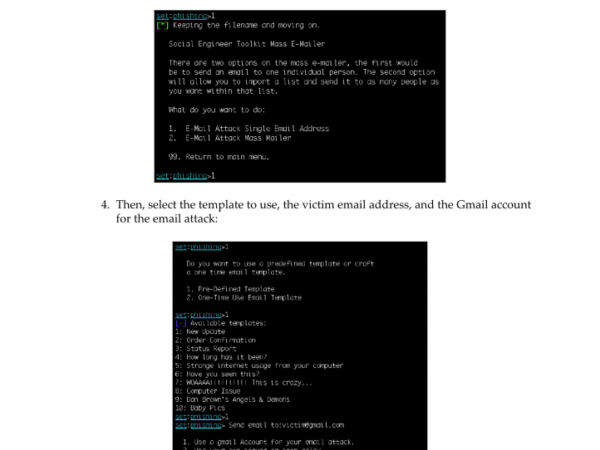 set:phishing>1
[*] Keeping the filename and moving on.
Social Engineer Toolkit Mass E-Mailer
There are two options on the mass e-mailer, the first would
be to send an email to one individual person. The second option
will allow you to import a list and send it to as many people as
you want within that list.
What do you want to do:
1. E-Mail Attack Single Email Address
2. E-Mail Attack Mass Mailer
99. Return to main menu.
set:phishing>1
4. Then, select the template to use, the victim email address, and the Gmail account
for the email attack:
set:phishing>1
Do you want to use a predefined template or craft
a one time email template.
1. Pre-Defined Template
2. One-Time Use Email Template
set:phishing>1
[-] Available templates:
1: New Update
2: Order Confirmation
3: Status Report
4: How long has it been?
5: Strange internet usage from your computer
6: Have you seen this?
7: WOAAAA!!!!!!!!!! This is crazy...
8: Computer Issue
9: Dan Brown's Angels & Demons
10: Baby Pics
set:phishing>1
set:phishing> Send email to:victim@gmail.com
1. Use a gmail Account for your email attack.